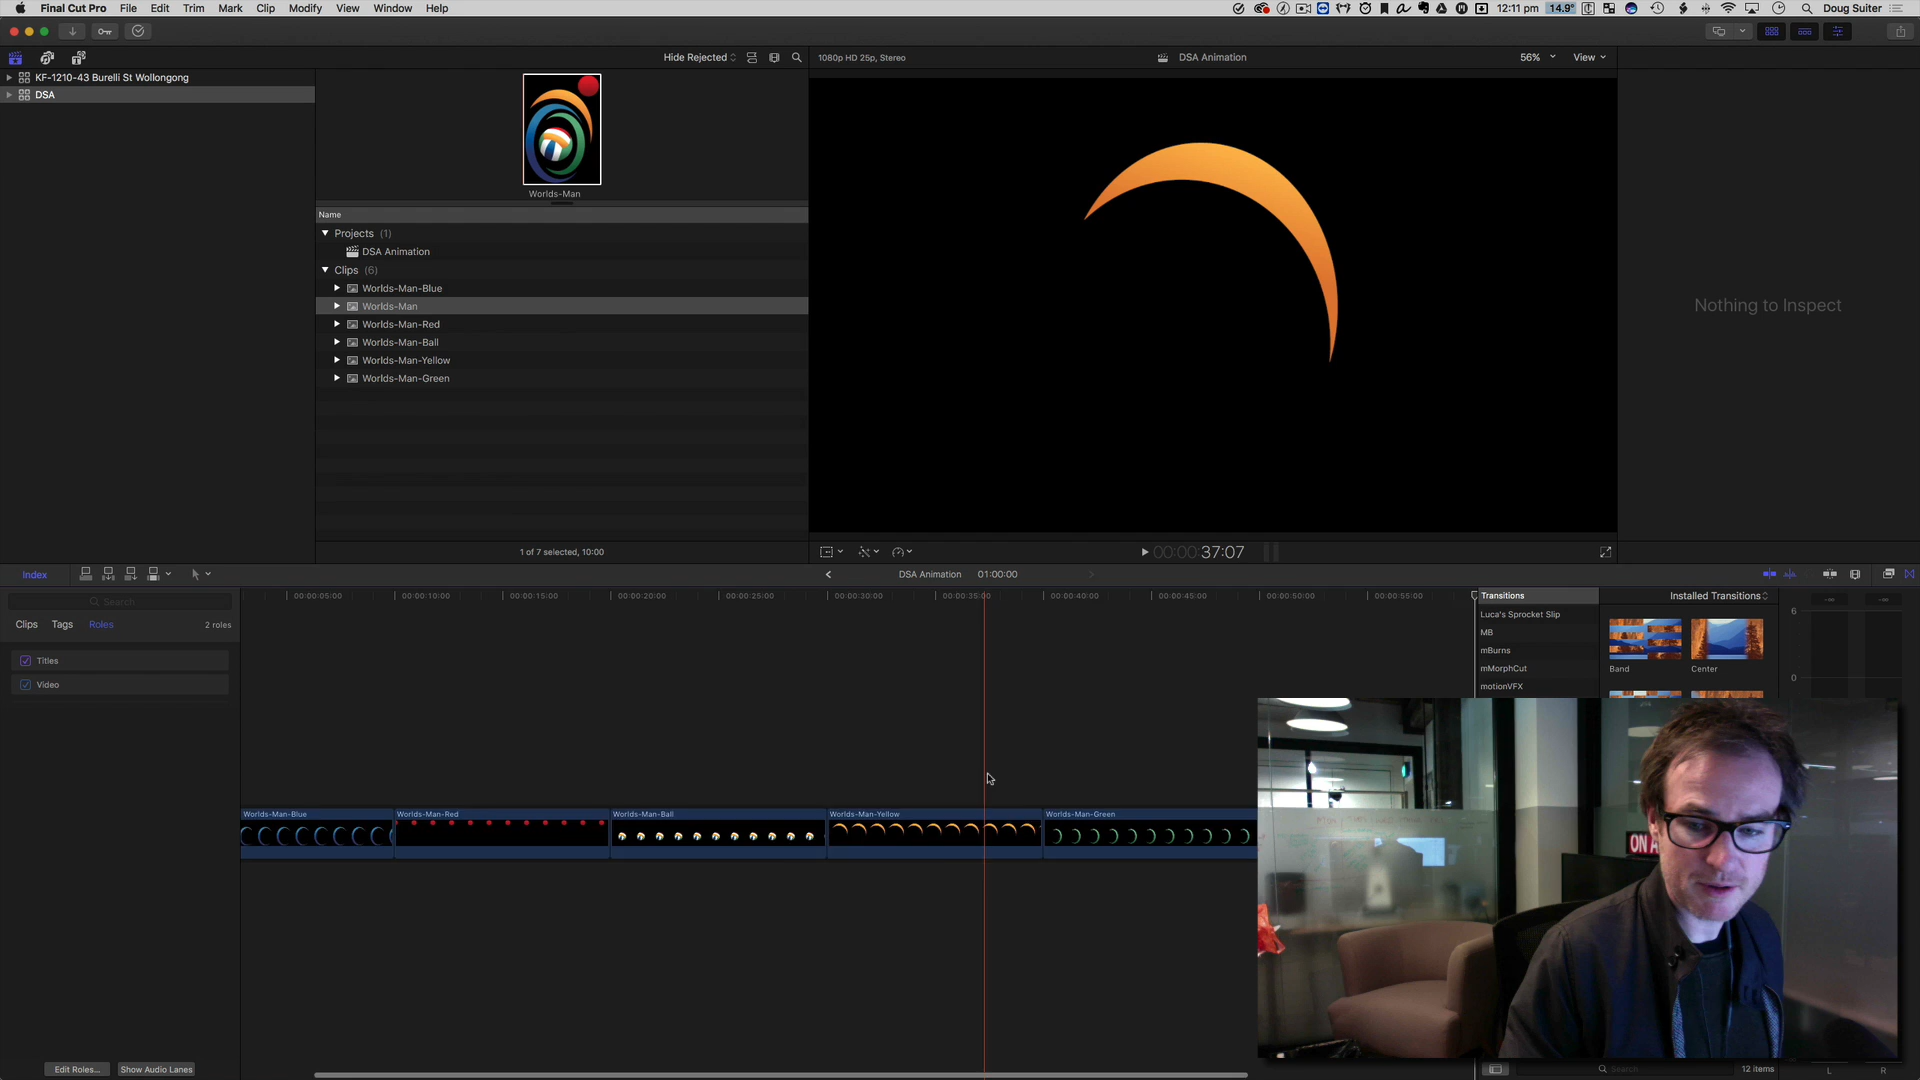 Final Cut Pro File Edit Trim Mark Clip Modify View Window Help
12:11 pm 14.9° Doug Suiter
Hide Rejected
1080p HD 25p, Stereo
DSA Animation
56%
View
KF-1210-43 Burelli St Wollongong
DSA
Worlds-Man
Name
Projects (1)
DSA Animation
Clips (6)
Worlds-Man-Blue
Worlds-Man
Worlds-Man-Red
Worlds-Man-Ball
Worlds-Man-Yellow
Worlds-Man-Green
1 of 7 selected, 10:00
Nothing to Inspect
00:00:37:07
Index
DSA Animation 01:00:00
Search
Clips Tags Roles 2 roles
Titles
Video
00:00:05:00 00:00:10:00 00:00:15:00 00:00:20:00 00:00:25:00 00:00:30:00 00:00:35:00 00:00:40:00 00:00:45:00 00:00:50:00 00:00:55:00
Transitions
Installed Transitions
Luca's Sprocket Slip
MB
mBurns
mMorphCut
motionVFX
Band
Center
6
0
Worlds-Man-Blue
Worlds-Man-Red
Worlds-Man-Ball
Worlds-Man-Yellow
Worlds-Man-Green
ON A
Edit Roles...
Show Audio Lanes
Search
12 items
L R